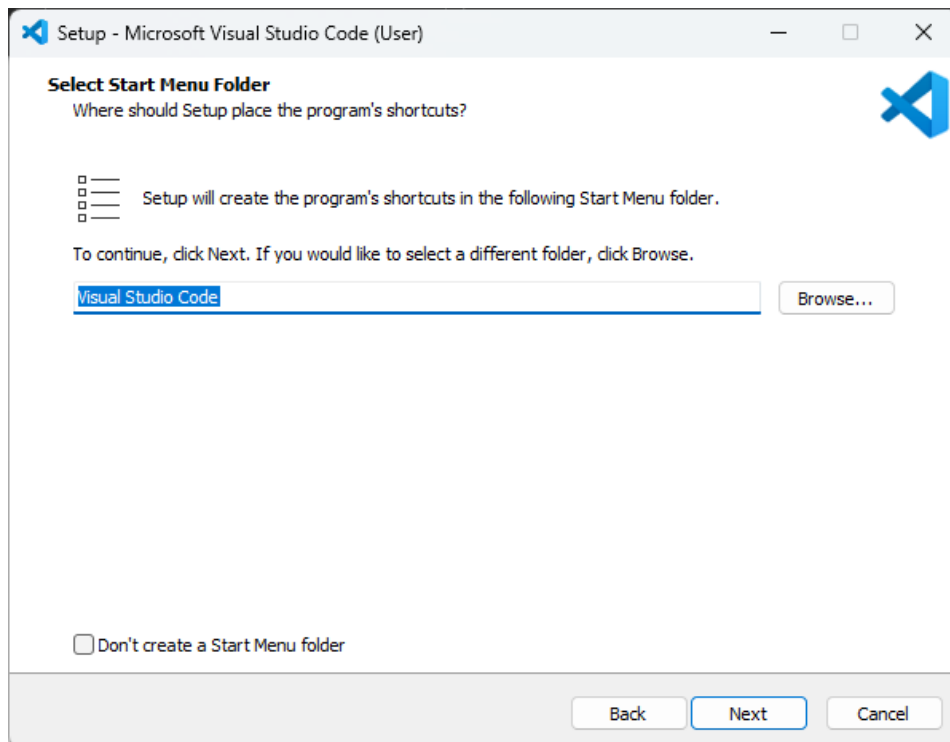 Setup - Microsoft Visual Studio Code (User)
Select Start Menu Folder
Where should Setup place the program's shortcuts?
Setup will create the program's shortcuts in the following Start Menu folder.
To continue, click Next. If you would like to select a different folder, click Browse.
Visual Studio Code
Browse...
Don't create a Start Menu folder
Back
Next
Cancel